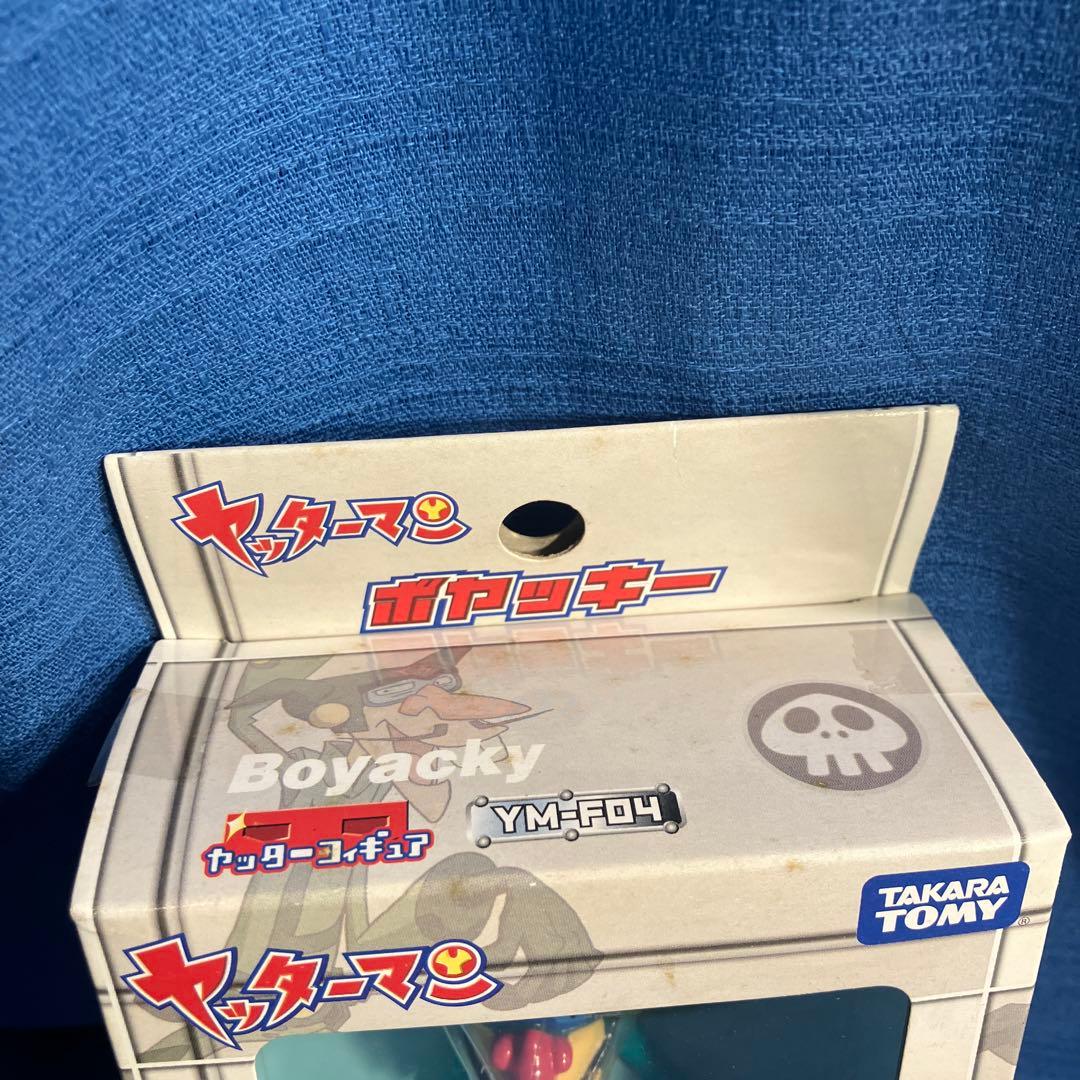 ヤッターマン
ボヤッキー
Boyacky
ヤッターフィギュア
YM-F04
TAKARA
TOMY
®
ヤッターマン